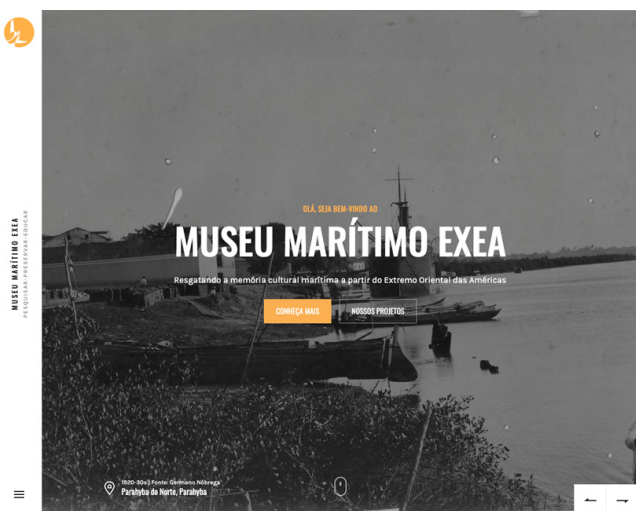 OLÁ, SEJA BEM-VINDO AO
MUSEU MARÍTIMO EXEA
Resgatando a memória cultural marítima a partir do Extremo Oriental das Américas
CONHEÇA MAIS
NOSSOS PROJETOS
MUSEU MARÍTIMO EXEA
PESQUISAR-PRESERVAR-EDUCAR
1920-30s | Fonte: Germano Nóbrega
Parahyba do Norte, Parahyba